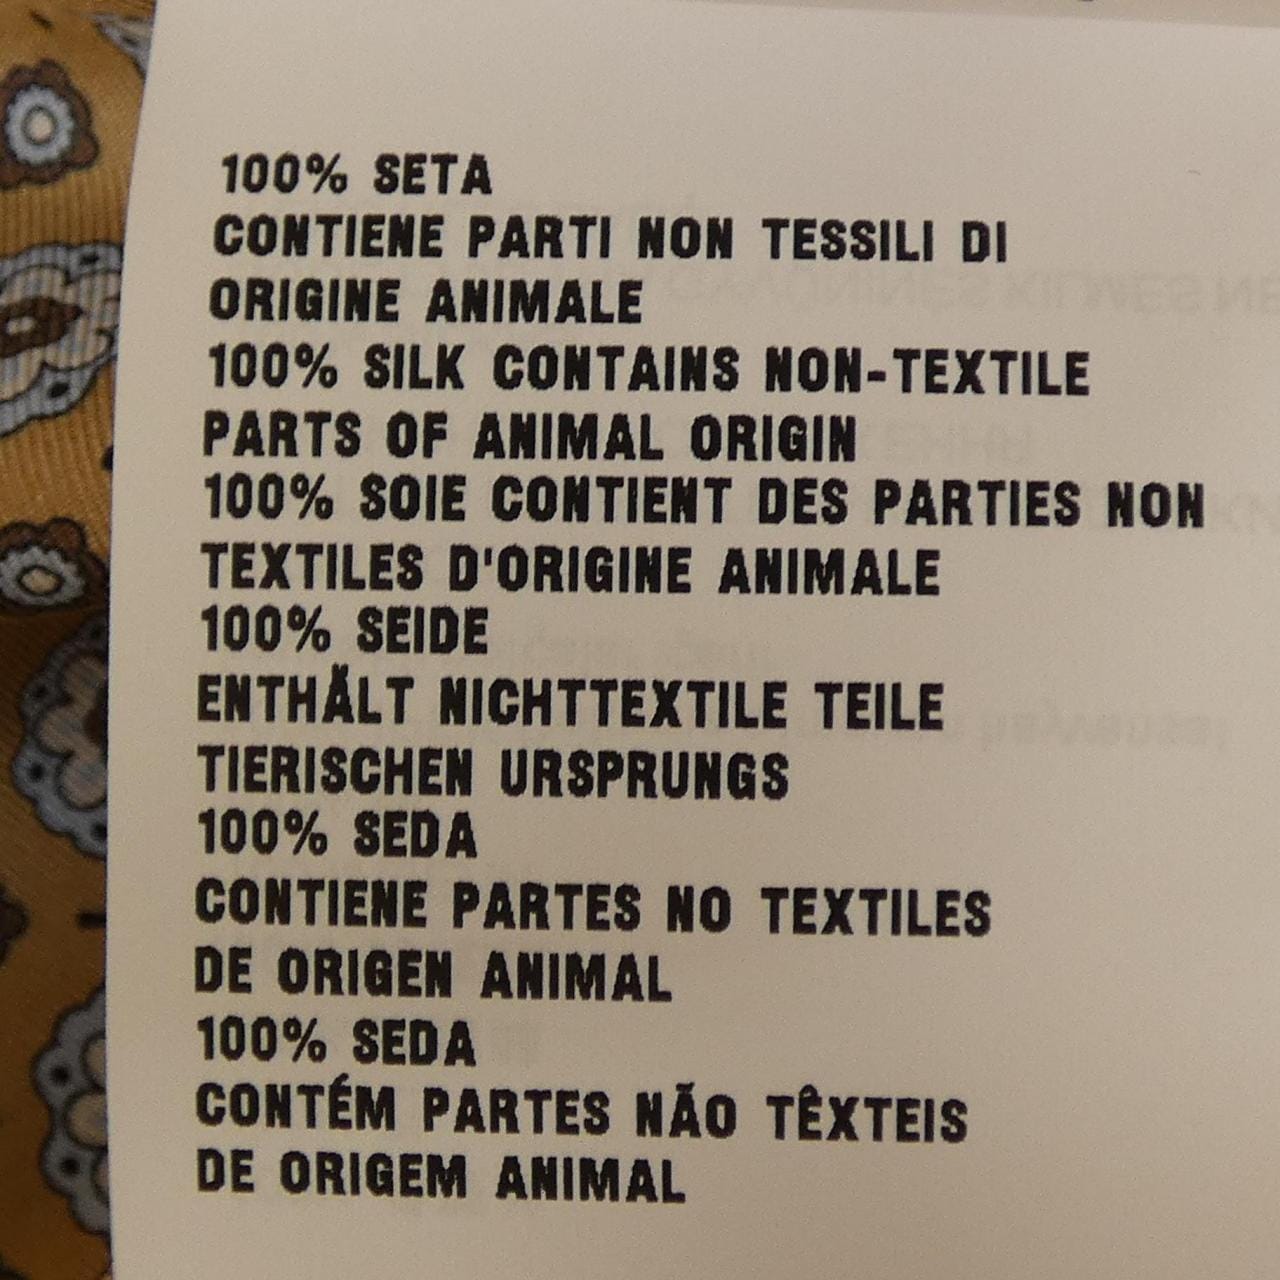 100% SETA
CONTIENE PARTI NON TESSILI DI
ORIGINE ANIMALE
100% SILK CONTAINS NON-TEXTILE
PARTS OF ANIMAL ORIGIN
100% SOIE CONTIENT DES PARTIES NON
TEXTILES D'ORIGINE ANIMALE
100% SEIDE
ENTHÄLT NICHTTEXTILE TEILE
TIERISCHEN URSPRUNGS
100% SEDA
CONTIENE PARTES NO TEXTILES
DE ORIGEN ANIMAL
100% SEDA
CONTÉM PARTES NÃO TÊXTEIS
DE ORIGEM ANIMAL